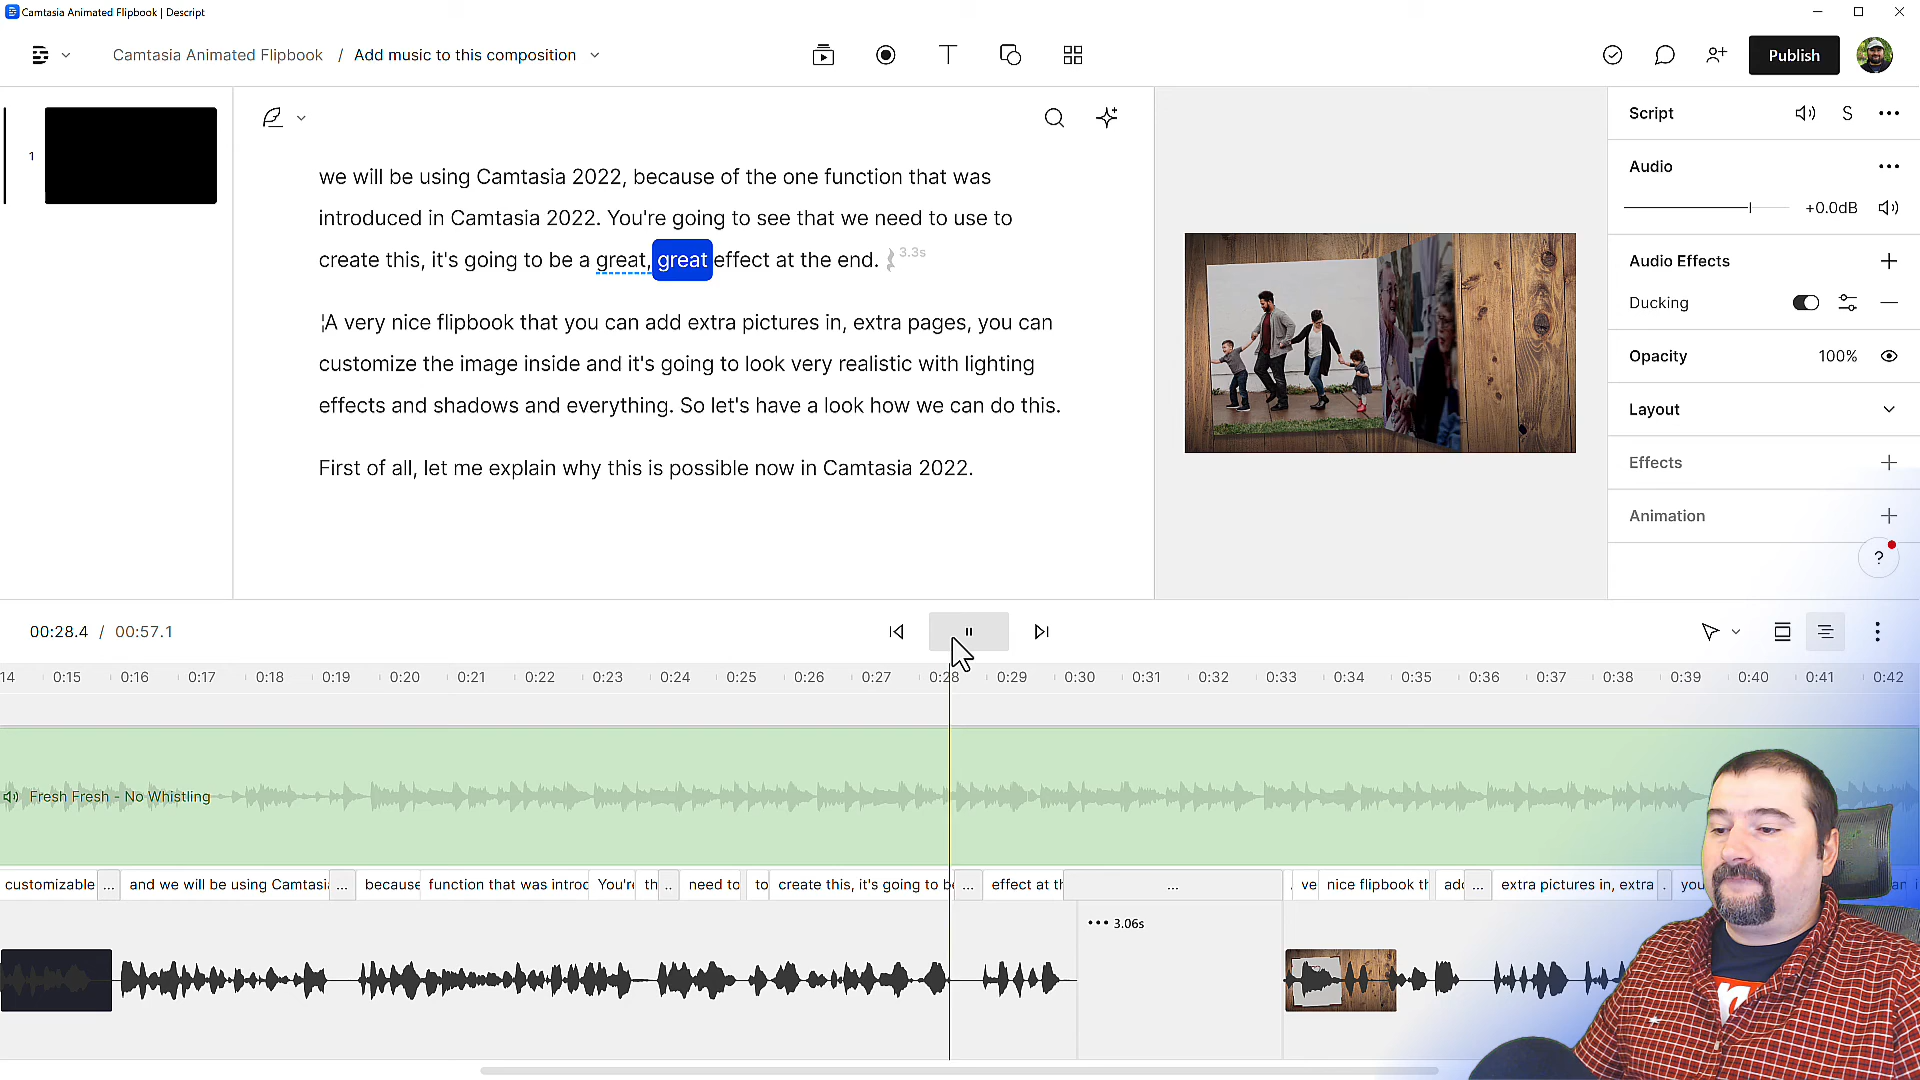 Camtasia Animated Flipbook | Descript
Camtasia Animated Flipbook / Add music to this composition
Publish
1
we will be using Camtasia 2022, because of the one function that was
introduced in Camtasia 2022. You're going to see that we need to use to
create this, it's going to be a great, great effect at the end. 3.3s
A very nice flipbook that you can add extra pictures in, extra pages, you can
customize the image inside and it's going to look very realistic with lighting
effects and shadows and everything. So let's have a look how we can do this.
First of all, let me explain why this is possible now in Camtasia 2022.
Script S
Audio
+0.0dB
Audio Effects
Ducking
Opacity 100%
Layout
Effects
Animation
?
00:28.4 / 00:57.1
14 0:15 0:16 0:17 0:18 0:19 0:20 0:21 0:22 0:23 0:24 0:25 0:26 0:27 0:28 0:29 0:30 0:31 0:32 0:33 0:34 0:35 0:36 0:37 0:38 0:39 0:40 0:41 0:42
Fresh Fresh - No Whistling
customizable ... and we will be using Camtasi ... because function that was introd You're th .. need to to create this, it's going to be ... effect at th ... . ve nice flipbook th add ... extra pictures in, extra . you an
••• 3.06s